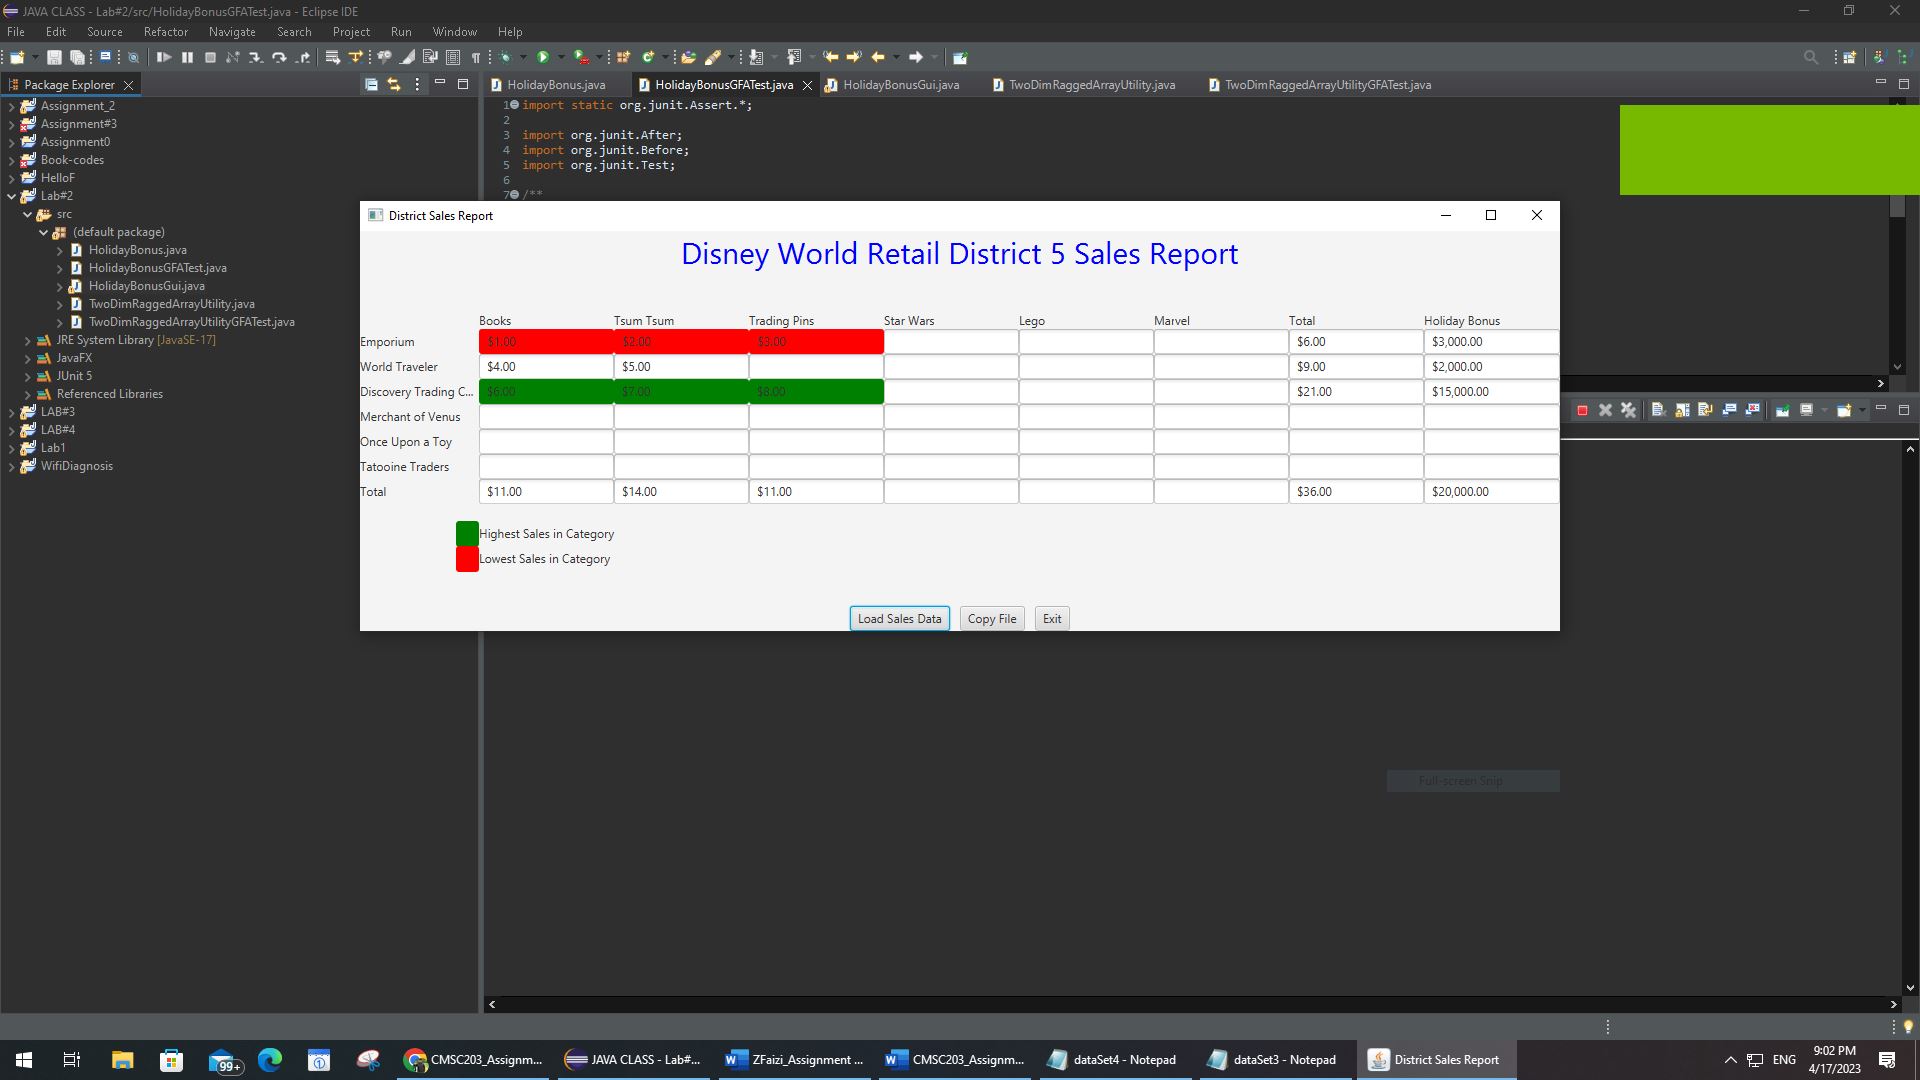 JAVA CLASS - Lab#2/src/HolidayBonusGFATest.java - Eclipse IDE
File Edit Source Refactor Navigate Search Project Run Window Help
Package Explorer
HolidayBonus.java HolidayBonusGFATest.java HolidayBonusGui.java TwoDimRaggedArrayUtility.java TwoDimRaggedArrayUtilityGFATest.java
Assignment_2
Assignment#3
Assignment0
Book-codes
HelloF
Lab#2
src
(default package)
HolidayBonus.java
HolidayBonusGFATest.java
HolidayBonusGui.java
TwoDimRaggedArrayUtility.java
TwoDimRaggedArrayUtilityGFATest.java
JRE System Library [JavaSE-17]
JavaFX
JUnit 5
Referenced Libraries
LAB#3
LAB#4
Lab1
WifiDiagnosis
1 import static org.junit.Assert.*;
2
3 import org.junit.After;
4 import org.junit.Before;
5 import org.junit.Test;
6
7 /**
District Sales Report
Disney World Retail District 5 Sales Report
Books Tsum Tsum Trading Pins Star Wars Lego Marvel Total Holiday Bonus
Emporium $1.00 $2.00 $3.00 $6.00 $3,000.00
World Traveler $4.00 $5.00 $9.00 $2,000.00
Discovery Trading C... $6.00 $7.00 $8.00 $21.00 $15,000.00
Merchant of Venus
Once Upon a Toy
Tatooine Traders
Total $11.00 $14.00 $11.00 $36.00 $20,000.00
Highest Sales in Category
Lowest Sales in Category
Load Sales Data Copy File Exit
Full-screen Snip
99+ CMSC203_Assignm... JAVA CLASS - Lab#... ZFaizi_Assignment ... CMSC203_Assignm... dataSet4 - Notepad dataSet3 - Notepad District Sales Report ENG
9:02 PM
4/17/2023